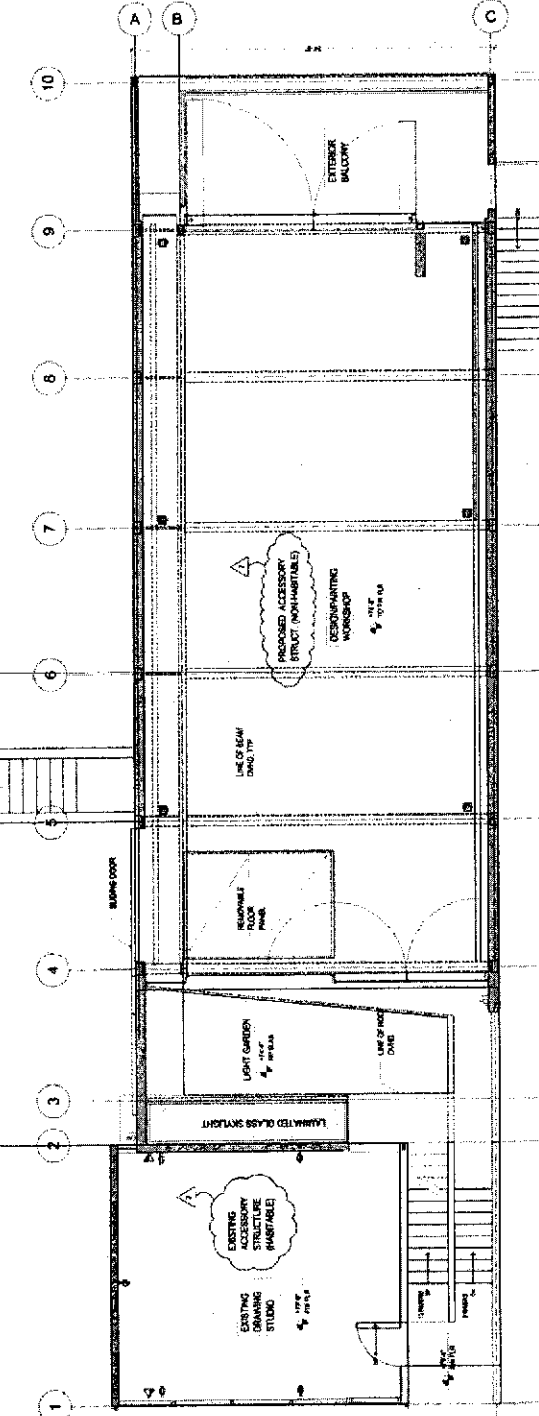 A
B
C
10
9
8
7
6
5
4
3
2
1
EXTERIOR
BALCONY
PROPOSED ACCESSORY
STRUCT. (NON-HABITABLE)
DESIGN/PAINTING
WORKSHOP
LINE OF BEAM
OVHD. TYP
SLIDING DOOR
REMOVABLE
FLOOR
PANEL
LIGHT GARDEN
LINE OF ROOF
OVHD.
LAMINATED GLASS SKYLIGHT
EXISTING
ACCESSORY
STRUCTURE
(HABITABLE)
EXISTING
DRAWING
STUDIO